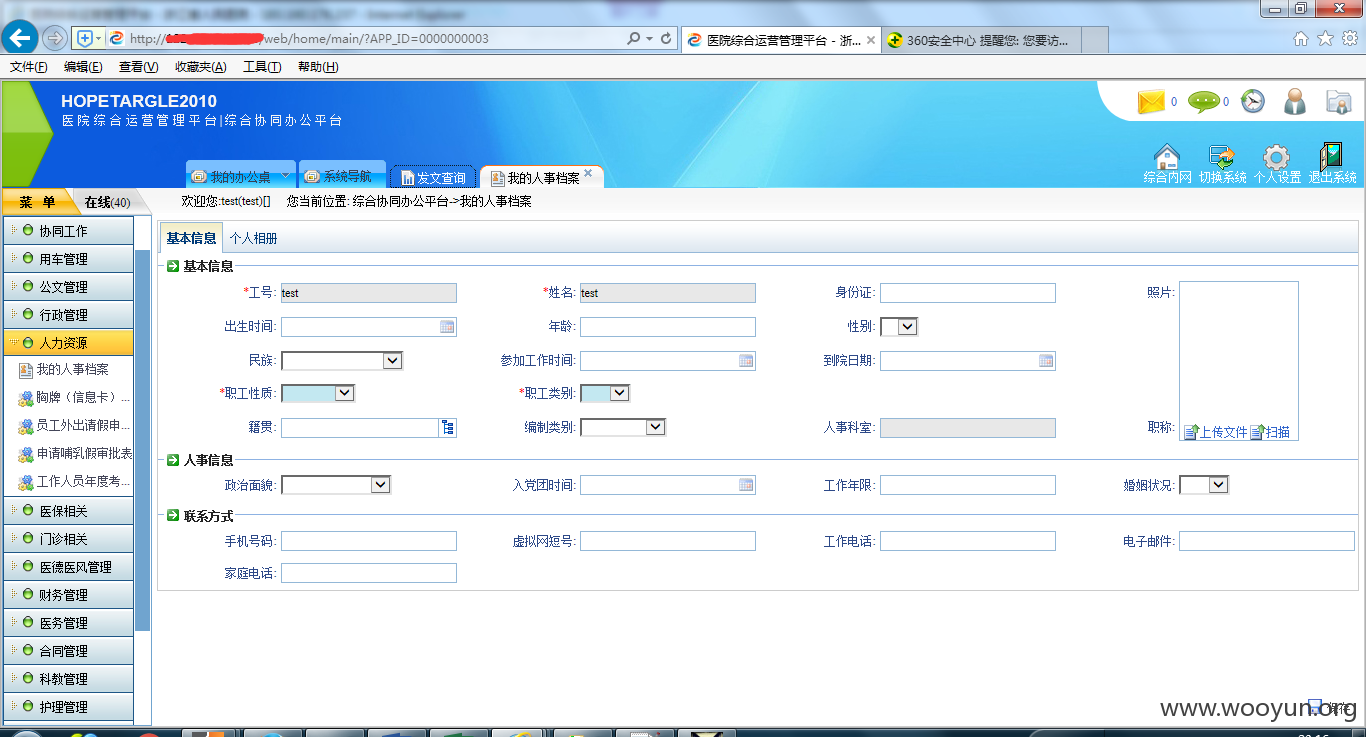 http://
/web/home/main/?APP_ID=0000000003
医院综合运营管理平台 - 浙...
360安全中心 提醒您: 您要访...
文件(F) 编辑(E) 查看(V) 收藏夹(A) 工具(T) 帮助(H)
HOPETARGLE2010
医院综合运营管理平台|综合协同办公平台
0 0
综合内网 切换系统 个人设置 退出系统
我的办公桌 系统导航 发文查询 我的人事档案
菜 单 在线(40)
欢迎您:test(test)[] 您当前位置: 综合协同办公平台->我的人事档案
协同工作
用车管理
公文管理
行政管理
人力资源
我的人事档案
胸牌（信息卡）...
员工外出请假申...
申请哺乳假审批表
工作人员年度考...
医保相关
门诊相关
医德医风管理
财务管理
医务管理
合同管理
科教管理
护理管理
基本信息 个人相册
基本信息
*工号: test *姓名: test 身份证: 照片:
出生时间: 年龄: 性别:
民族: 参加工作时间: 到院日期:
*职工性质: *职工类别:
籍贯: 编制类别: 人事科室: 职称:
上传文件 扫描
人事信息
政治面貌: 入党团时间: 工作年限: 婚姻状况:
联系方式
手机号码: 虚拟网短号: 工作电话: 电子邮件:
家庭电话:
www.wooyun.org